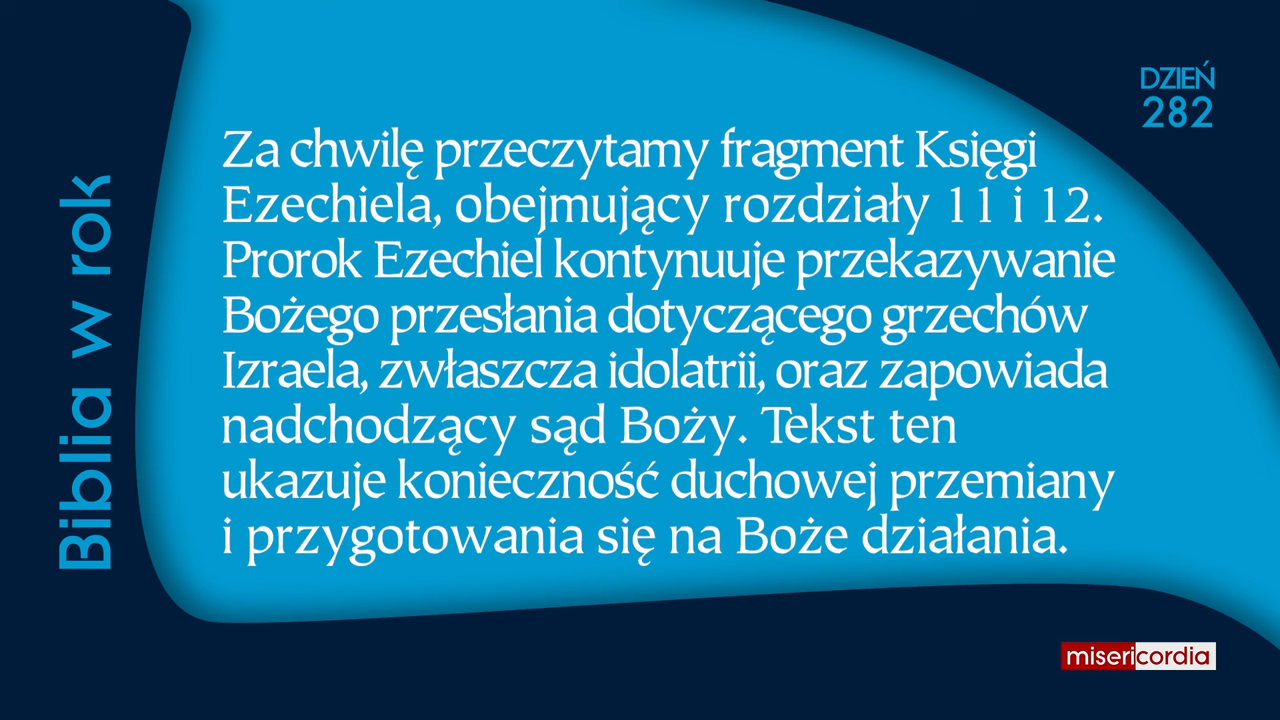 Biblia w rok
DZIEŃ
282
Za chwilę przeczytamy fragment Księgi
Ezechiela, obejmujący rozdziały 11 i 12.
Prorok Ezechiel kontynuuje przekazywanie
Bożego przesłania dotyczącego grzechów
Izraela, zwłaszcza idolatrii, oraz zapowiada
nadchodzący sąd Boży. Tekst ten
ukazuje konieczność duchowej przemiany
i przygotowania się na Boże działania.
misericordia